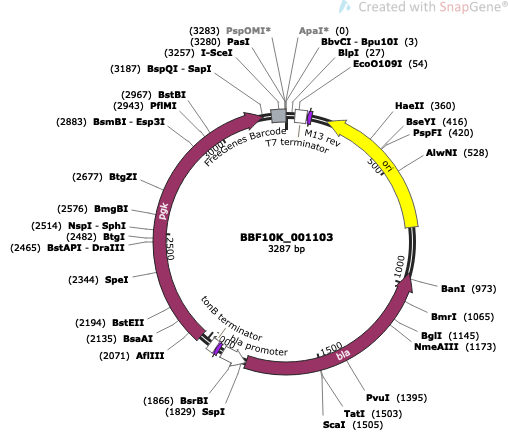 Created with SnapGene®
(3283) PspOMI*
ApaI* (0)
(3280) PasI
BbvCI - Bpu10I (3)
(3257) I-SceI
BlpI (27)
(3187) BspQI - SapI
EcoO109I (54)
(2967) BstBI
(2943) PflMI
(2883) BsmBI - Esp3I
HaeII (360)
BseYI (416)
PspFI (420)
AlwNI (528)
FreeGenes Barcode
M13 rev
T7 terminator
ori
500
(2677) BtgZI
(2576) BmgBI
(2514) NspI - SphI
(2482) BtgI
(2465) BstAPI - DraIII
pgk
2500
BBF10K_001103
3287 bp
(2344) SpeI
1000
BanI (973)
BmrI (1065)
BglI (1145)
NmeAIII (1173)
(2194) BstEII
(2135) BsaAI
(2071) AflIII
tonB terminator
bla promoter
1500
bla
(1866) BsrBI
(1829) SspI
PvuI (1395)
TatI (1503)
ScaI (1505)